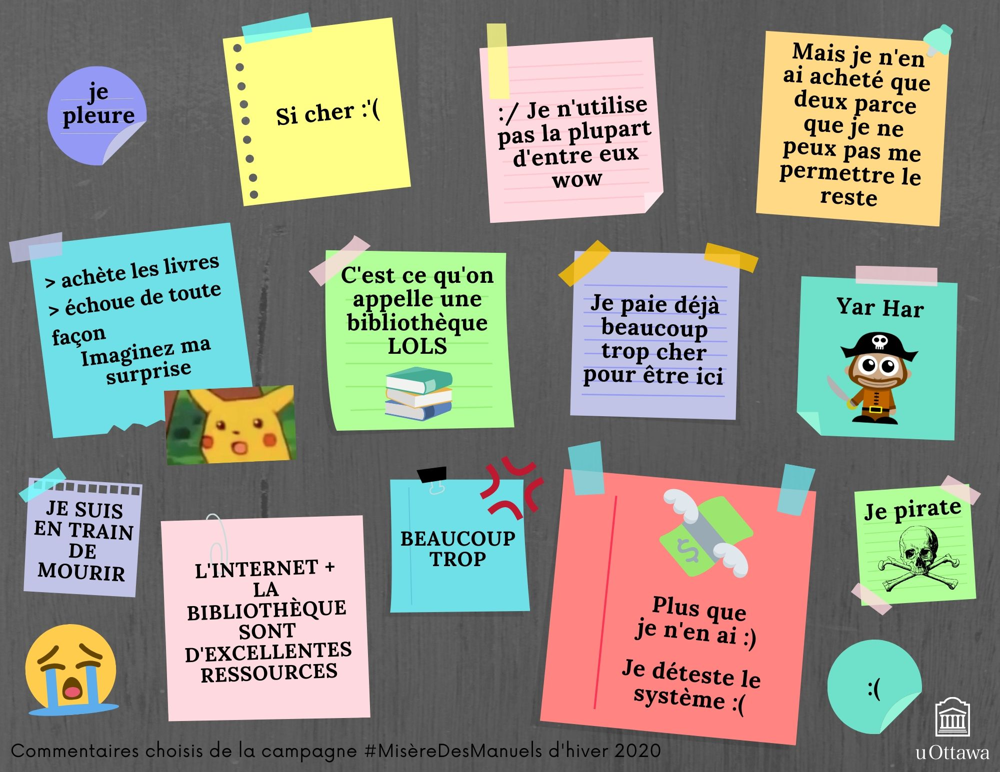 je
pleure
Si cher :'(
:/ Je n'utilise
pas la plupart
d'entre eux
wow
Mais je n'en
ai acheté que
deux parce
que je ne
peux pas me
permettre le
reste
> achète les livres
> échoue de toute
façon
Imaginez ma
surprise
C'est ce qu'on
appelle une
bibliothèque
LOLS
Je paie déjà
beaucoup
trop cher
pour être ici
Yar Har
JE SUIS
EN TRAIN
DE
MOURIR
L'INTERNET +
LA
BIBLIOTHÈQUE
SONT
D'EXCELLENTES
RESSOURCES
BEAUCOUP
TROP
$
Plus que
je n'en ai :)
Je déteste le
système :(
Je pirate
:(
Commentaires choisis de la campagne #MisèreDesManuels d'hiver 2020
uOttawa